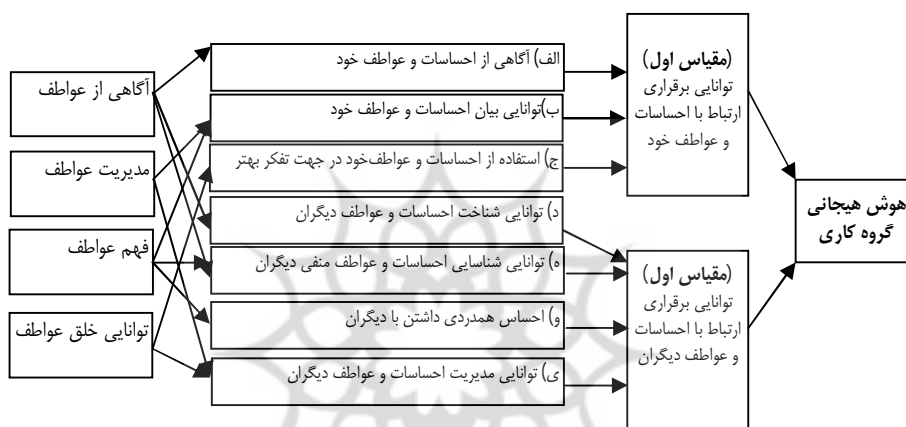 آگاهی از عواطف
مدیریت عواطف
فهم عواطف
توانایی خلق عواطف
الف) آگاهی از احساسات و عواطف خود
ب)توانایی بیان احساسات و عواطف خود
ج) استفاده از احساسات و عواطف‌خود در جهت تفکر بهتر
د) توانایی شناخت احساسات و عواطف دیگران
ه) توانایی شناسایی احساسات و عواطف منفی دیگران
و) احساس همدردی داشتن با دیگران
ی) توانایی مدیریت احساسات و عواطف دیگران
(مقیاس اول)
توانایی برقراری
ارتباط با احساسات
و عواطف خود
(مقیاس اول)
توانایی برقراری
ارتباط با احساسات
و عواطف دیگران
هوش هیجانی
گروه کاری